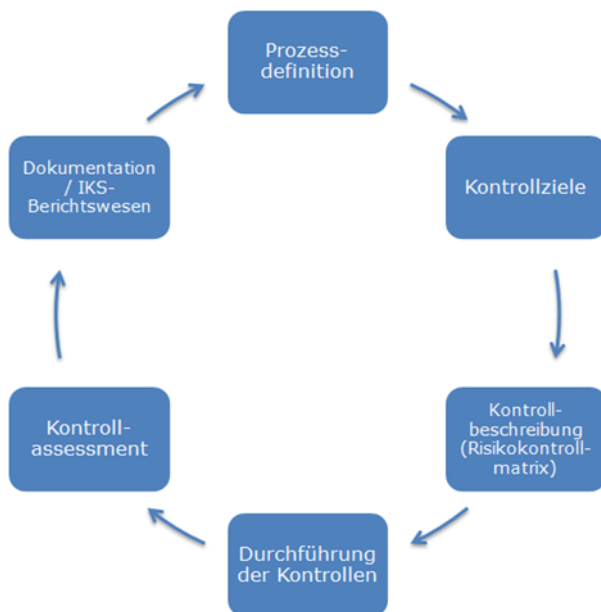 Prozess-
definition
Kontrollziele
Kontroll-
beschreibung
(Risikokontroll-
matrix)
Durchführung
der Kontrollen
Kontroll-
assessment
Dokumentation
/ IKS-
Berichtswesen